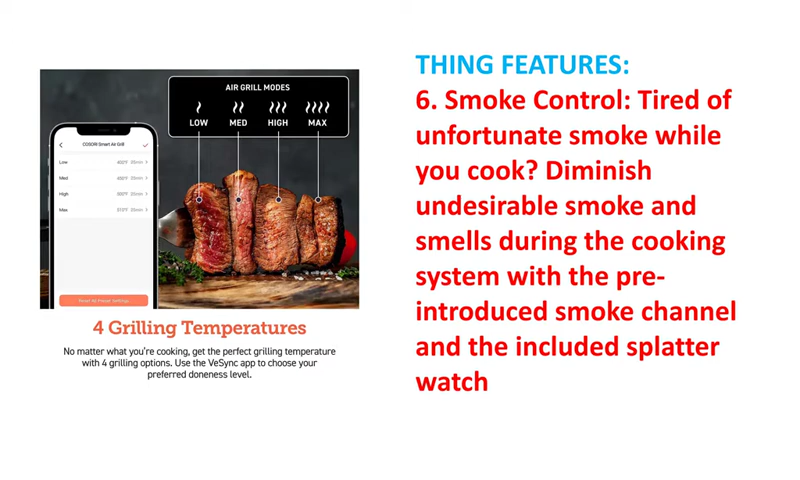 AIR GRILL MODES
LOW MED HIGH MAX
COSORI Smart Air Grill
Low
Med
High
Max
4 Grilling Temperatures
No matter what you're cooking, get the perfect grilling temperature
with 4 grilling options. Use the VeSync app to choose your
preferred doneness level.
THING FEATURES:
6. Smoke Control: Tired of
unfortunate smoke while
you cook? Diminish
undesirable smoke and
smells during the cooking
system with the pre-
introduced smoke channel
and the included splatter
watch